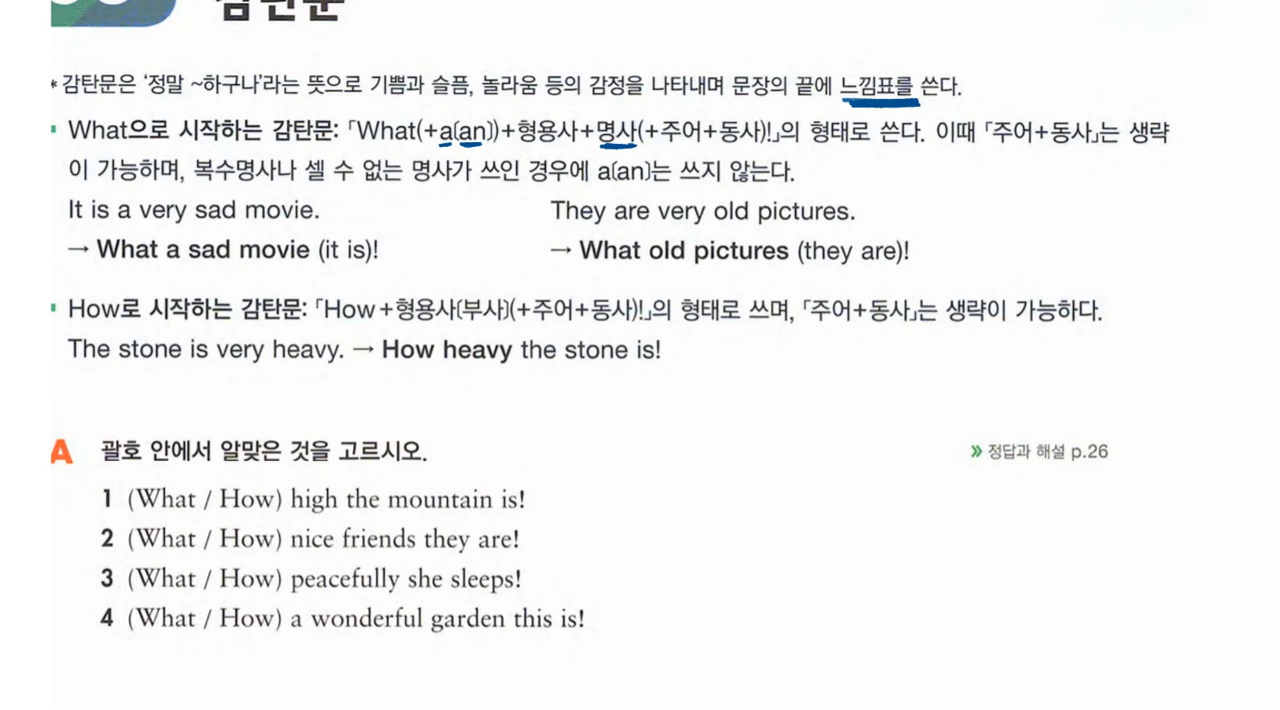 감탄문
* 감탄문은 ‘정말 ~하구나’라는 뜻으로 기쁨과 슬픔, 놀라움 등의 감정을 나타내며 문장의 끝에 느낌표를 쓴다.
What으로 시작하는 감탄문: 「What(+a(an))+형용사+명사(+주어+동사)!」의 형태로 쓴다. 이때 「주어+동사」는 생략
이 가능하며, 복수명사나 셀 수 없는 명사가 쓰인 경우에 a(an)는 쓰지 않는다.
It is a very sad movie. They are very old pictures.
→ What a sad movie (it is)! → What old pictures (they are)!
How로 시작하는 감탄문: 「How+형용사(부사)(+주어+동사)!」의 형태로 쓰며, 「주어+동사」는 생략이 가능하다.
The stone is very heavy. → How heavy the stone is!
A 괄호 안에서 알맞은 것을 고르시오. » 정답과 해설 p.26
1 (What / How) high the mountain is!
2 (What / How) nice friends they are!
3 (What / How) peacefully she sleeps!
4 (What / How) a wonderful garden this is!